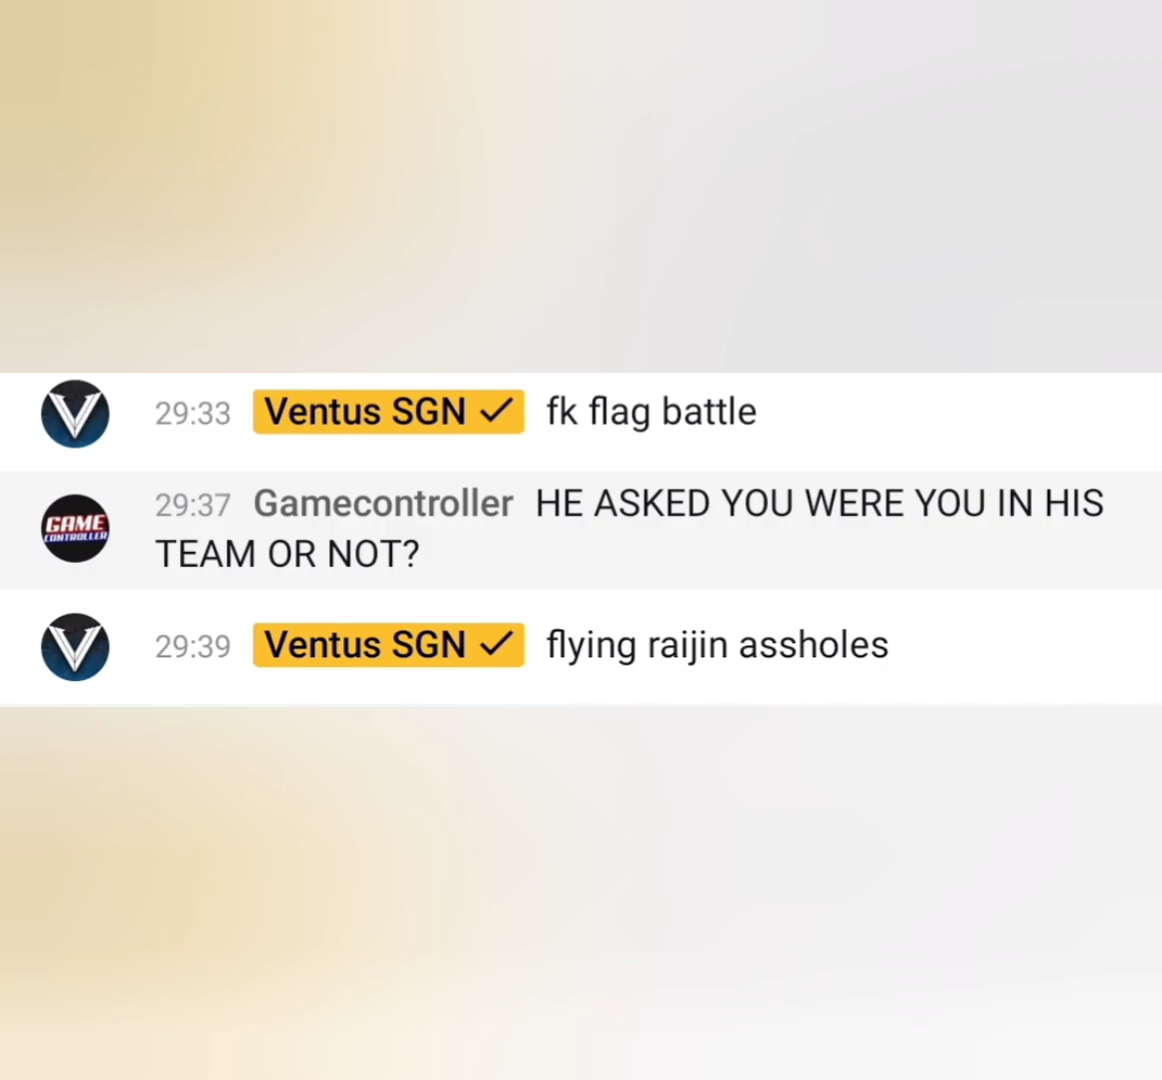 29:33 Ventus SGN ✓ fk flag battle
GAME
CONTROLLER
29:37 Gamecontroller HE ASKED YOU WERE YOU IN HIS
TEAM OR NOT?
29:39 Ventus SGN ✓ flying raijin assholes